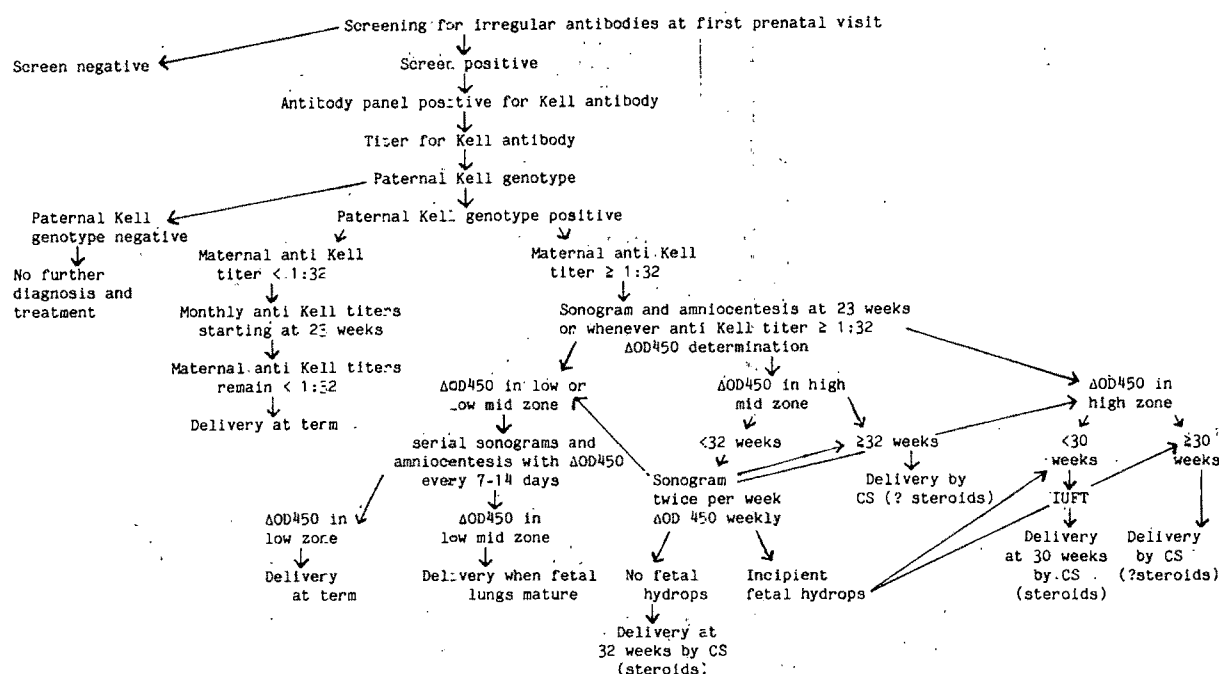 Screening for irregular antibodies at first prenatal visit
Screen negative
Screen positive
Antibody panel positive for Kell antibody
Titer for Kell antibody
Paternal Kell genotype
Paternal Kell
genotype negative
Paternal Kell genotype positive
No further
diagnosis and
treatment
Maternal anti Kell
titer < 1:32
Monthly anti Kell titers
starting at 23 weeks
Maternal anti Kell titers
remain < 1:32
Delivery at term
Maternal anti Kell
titer ≥ 1:32
Sonogram and amniocentesis at 23 weeks
or whenever anti Kell titer ≥ 1:32
ΔOD450 determination
ΔOD450 in low or
low mid zone
serial sonograms and
amniocentesis with ΔOD450
every 7-14 days
ΔOD450 in
low zone
Delivery
at term
ΔOD450 in
low mid zone
Delivery when fetal
lungs mature
ΔOD450 in high
mid zone
<32 weeks
≥32 weeks
Sonogram
twice per week
ΔOD 450 weekly
Delivery by
CS (? steroids)
No fetal
hydrops
Delivery at
32 weeks by CS
(steroids)
Incipient
fetal hydrops
ΔOD450 in
high zone
<30
weeks
≧30
weeks
IUFT
Delivery
at 30 weeks
by CS
(steroids)
Delivery
by CS
(?steroids)